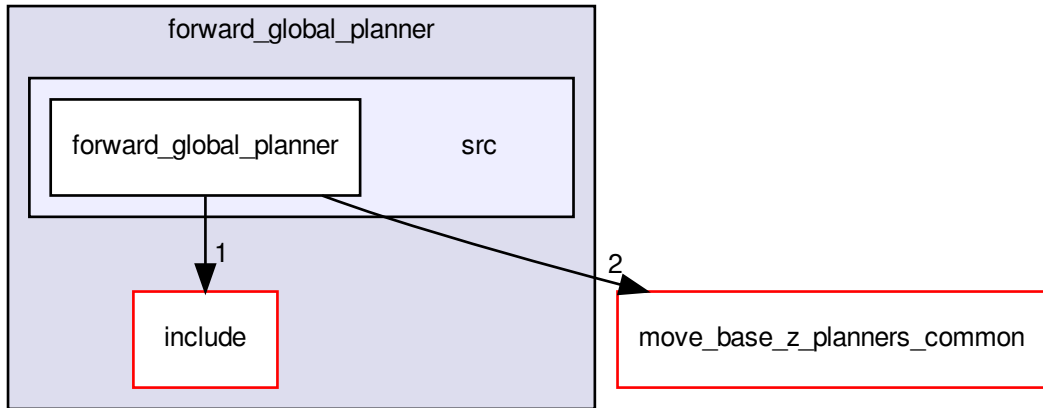 forward_global_planner
forward_global_planner
src
1
2
include
move_base_z_planners_common